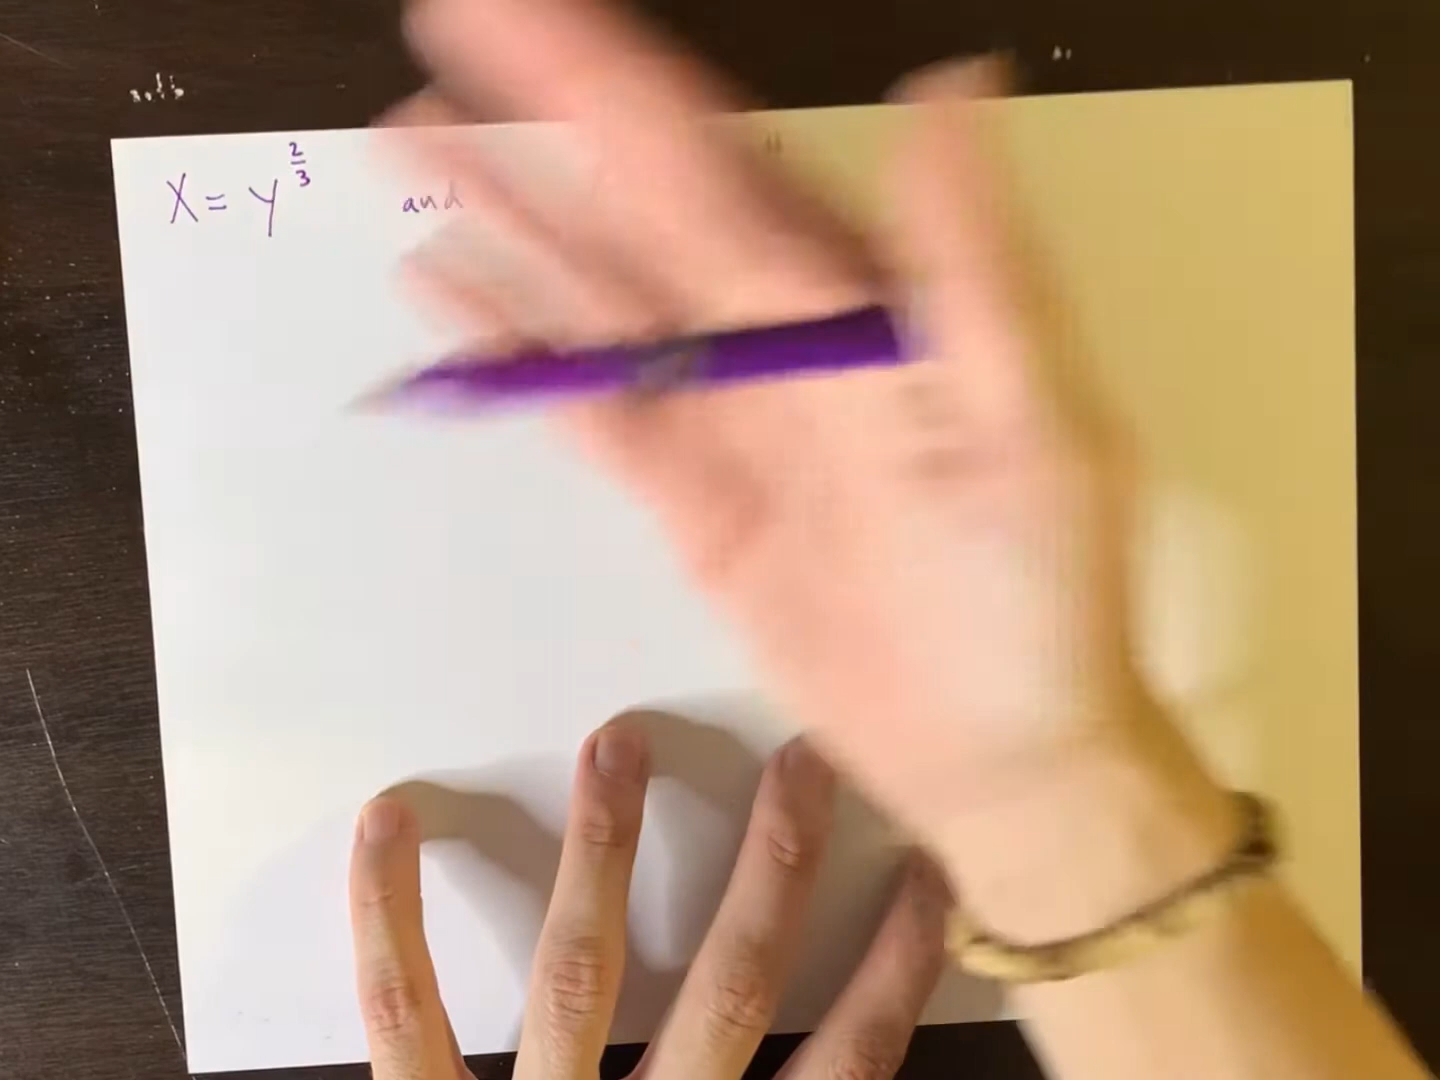 X = y^{2/3} and